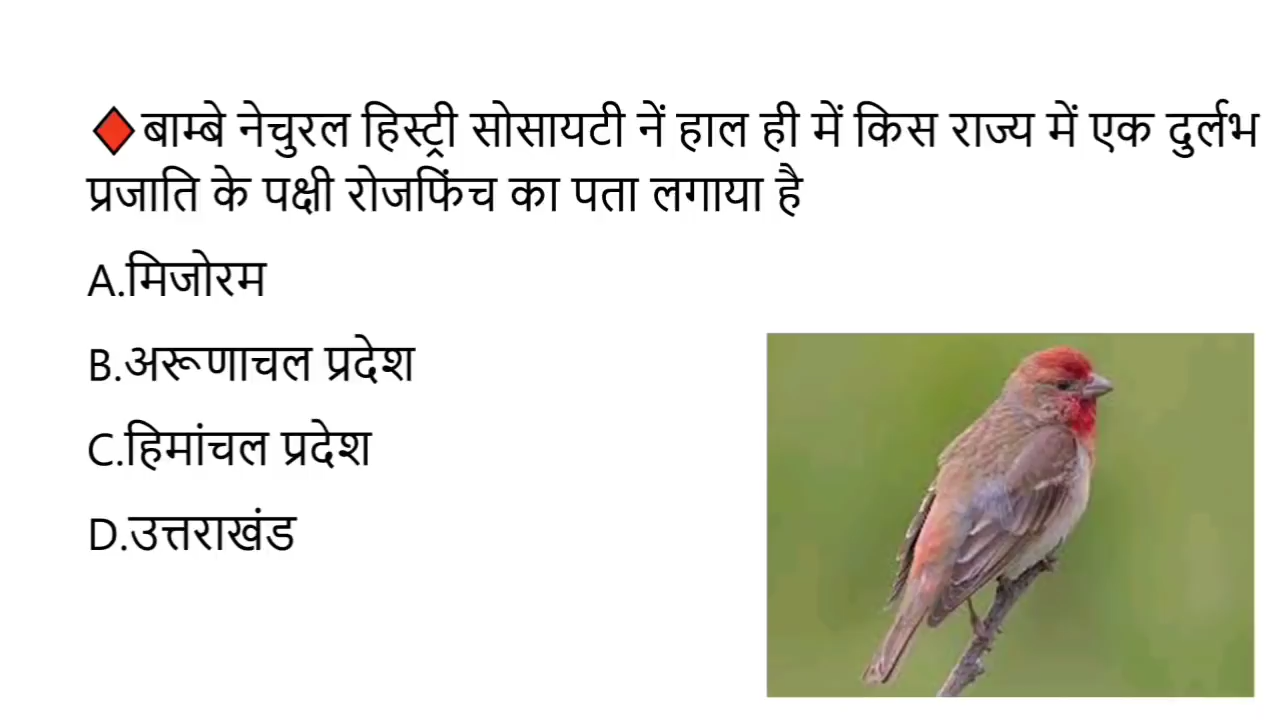 ♦बाम्बे नेचुरल हिस्ट्री सोसायटी नें हाल ही में किस राज्य में एक दुर्लभ
प्रजाति के पक्षी रोजफिंच का पता लगाया है
A.मिजोरम
B.अरूणाचल प्रदेश
C.हिमांचल प्रदेश
D.उत्तराखंड